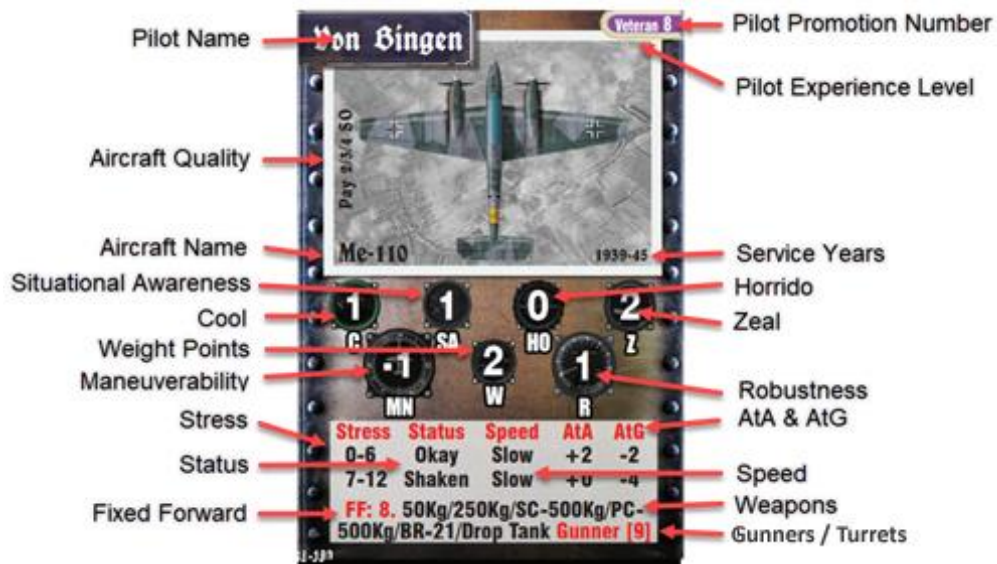 Pilot Name
Von Bingen
Veteran 8
Pilot Promotion Number
Pilot Experience Level
Aircraft Quality
Pay 2/3/4 SO
Aircraft Name
Me-110
1939-45
Service Years
Situational Awareness
Horrido
Cool
1 1 0 2
Zeal
C SA HO Z
Weight Points
Maneuverability
-1 2 1
MN W R
Robustness
Stress
Stress Status Speed AtA AtG
AtA & AtG
0-6 Okay Slow +2 -2
Status
7-12 Shaken Slow +0 -4
Speed
Fixed Forward
FF: 8. 50Kg/250Kg/SC-500Kg/PC-
Weapons
500Kg/BR-21/Drop Tank Gunner [9]
Gunners / Turrets